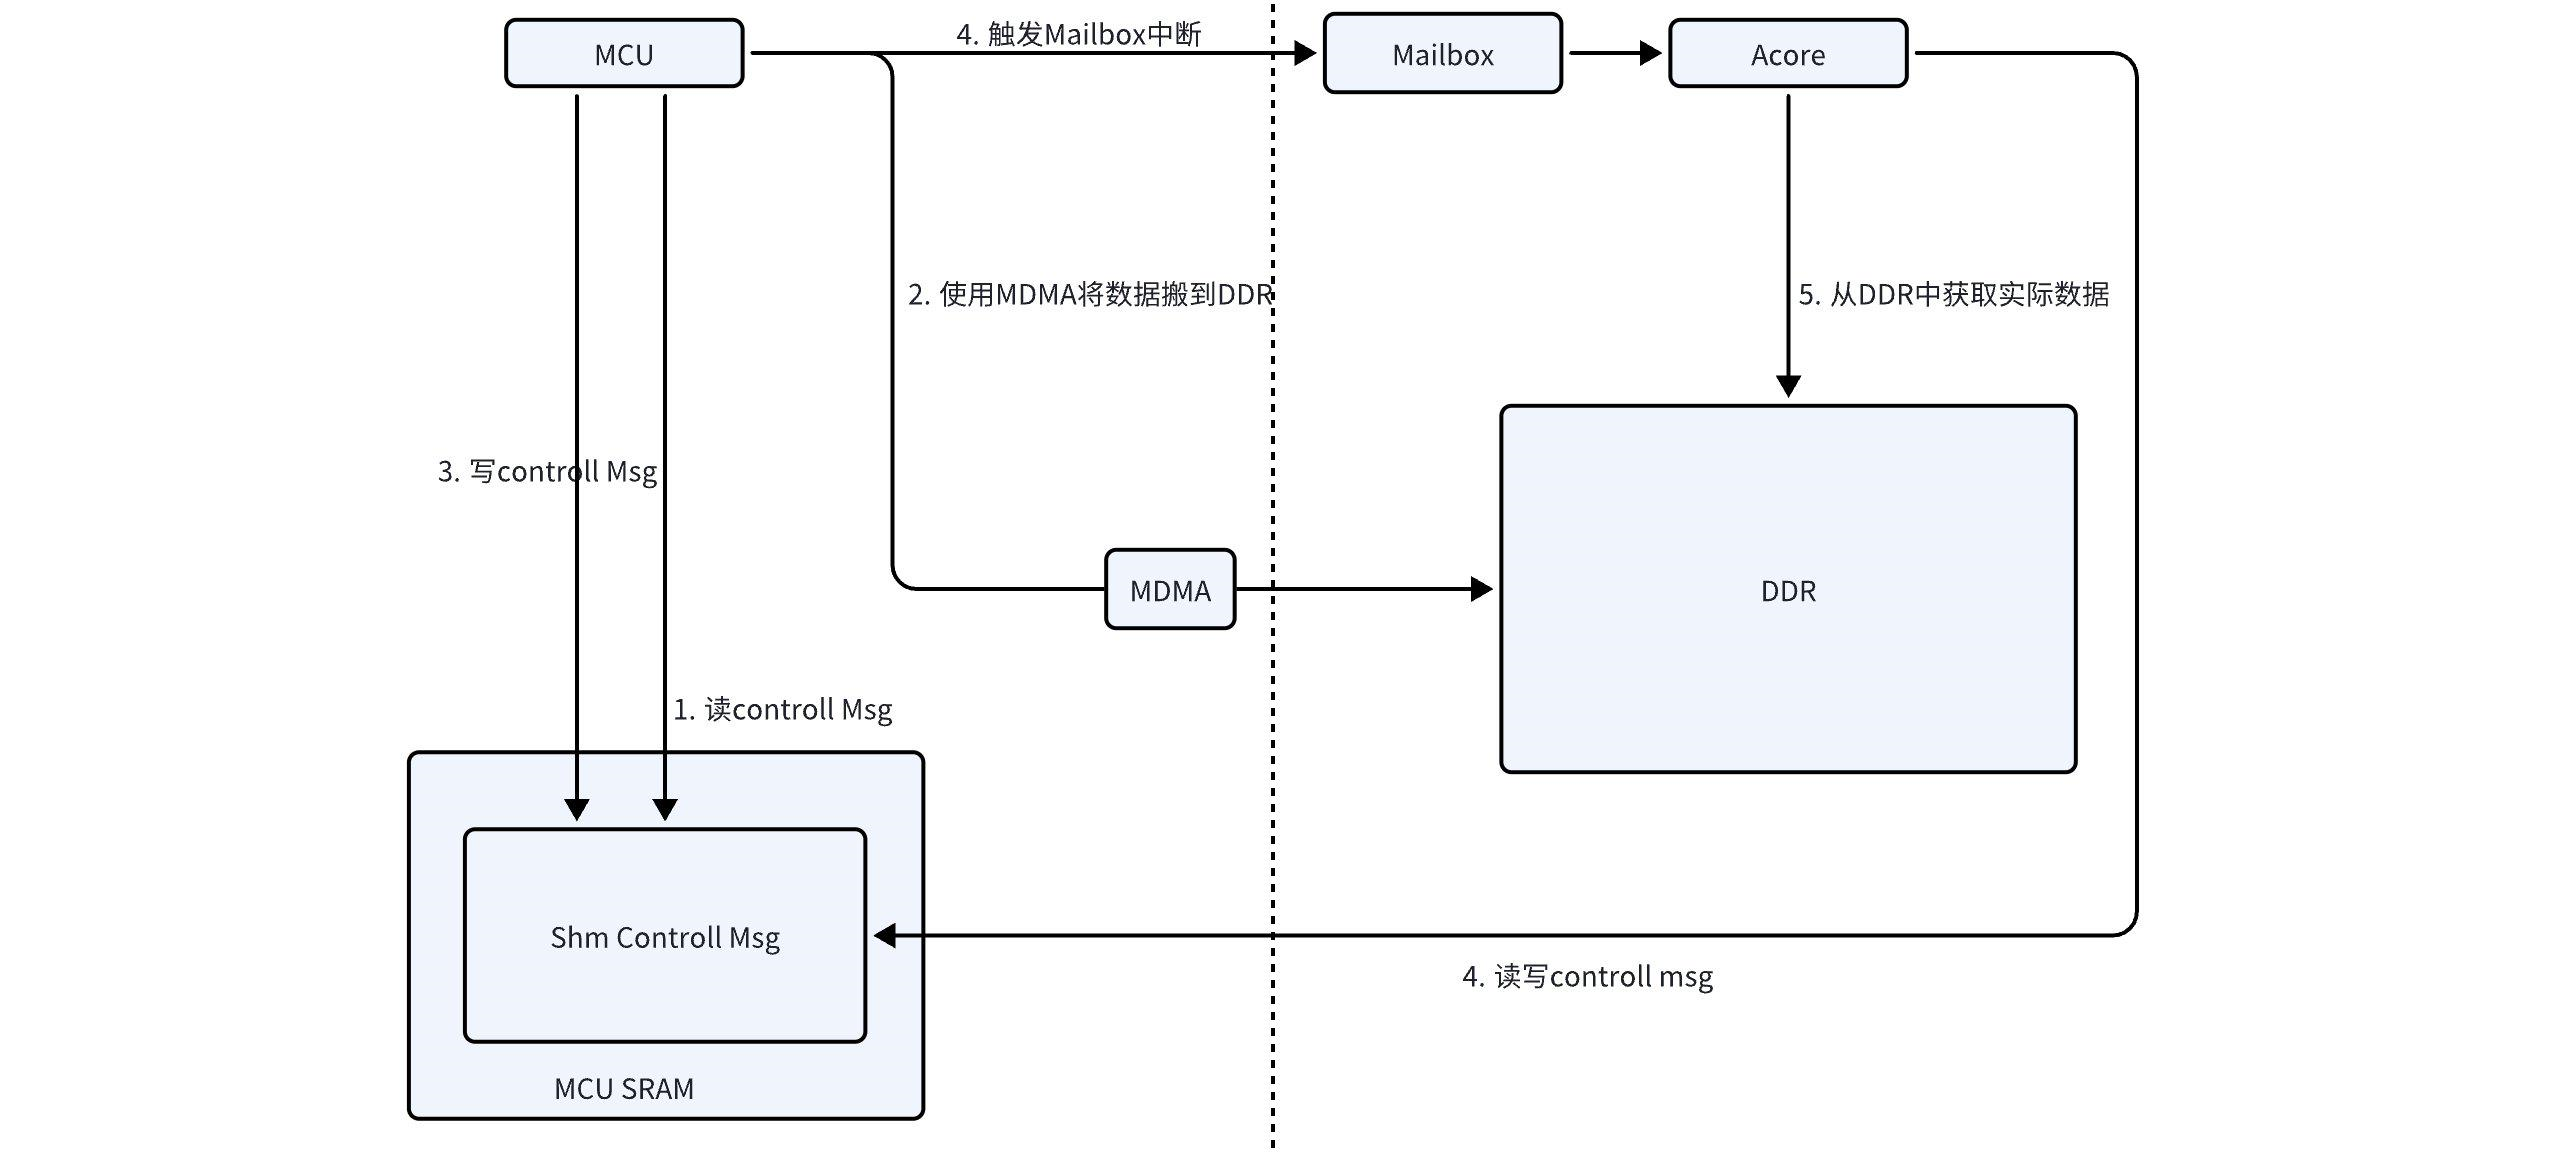 4. 触发Mailbox中断
MCU
Mailbox
Acore
2. 使用MDMA将数据搬到DDR
5. 从DDR中获取实际数据
3. 写controll Msg
MDMA
DDR
1. 读controll Msg
Shm Controll Msg
4. 读写controll msg
MCU SRAM